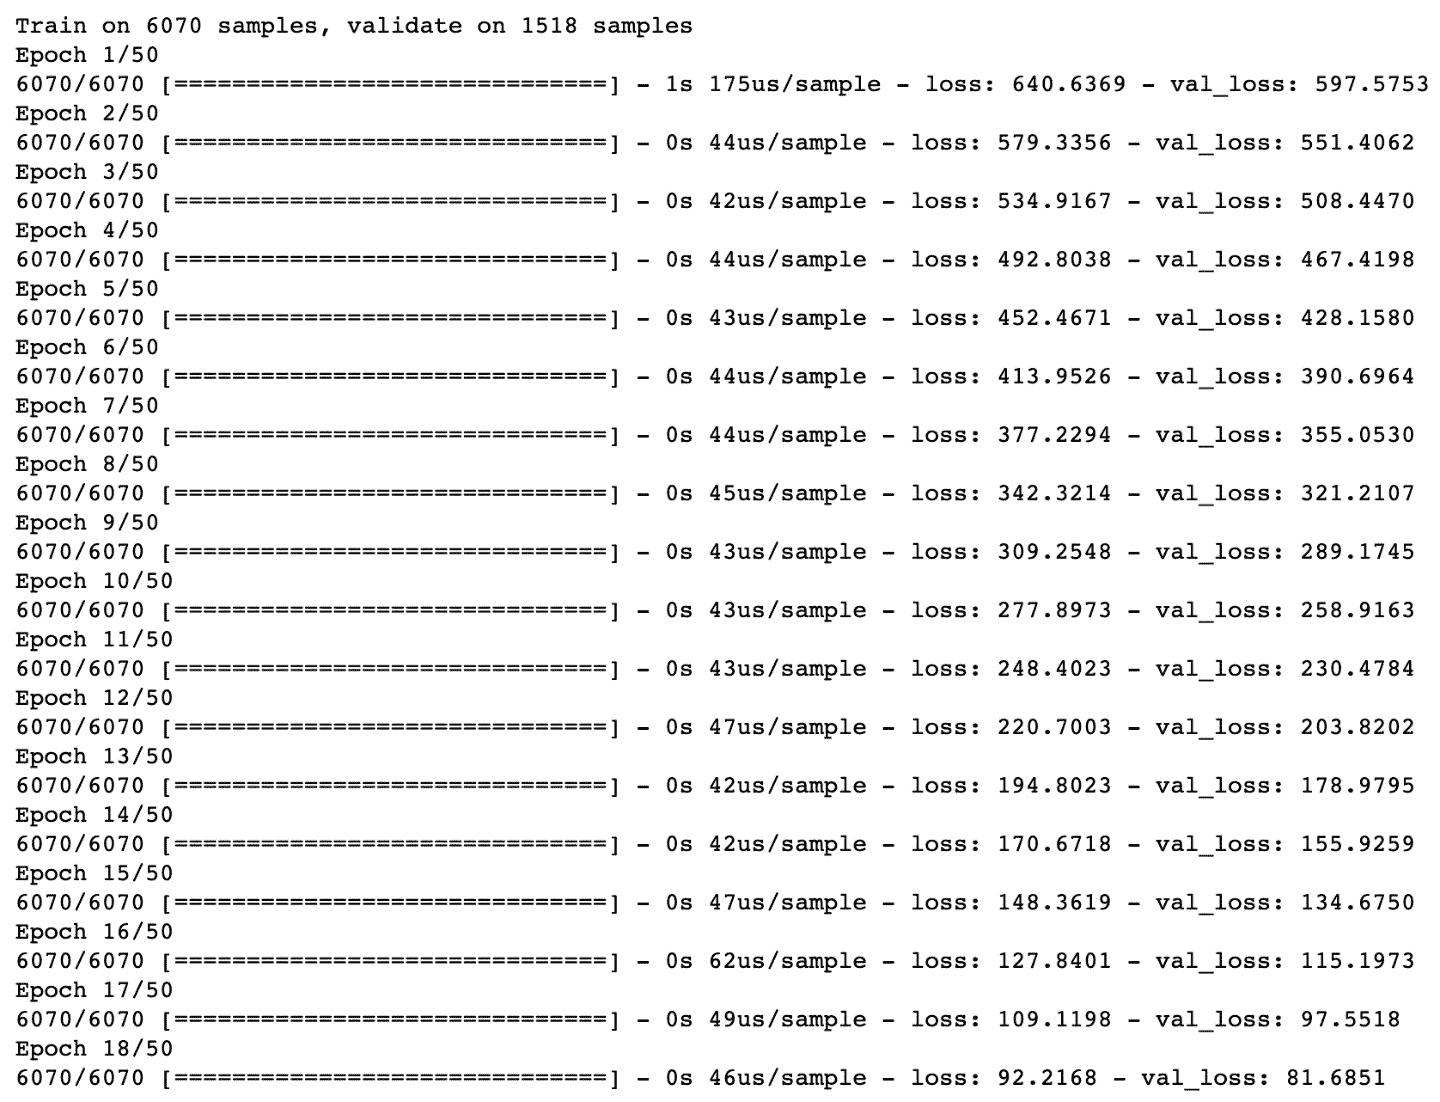 Train on 6070 samples, validate on 1518 samples
Epoch 1/50
6070/6070 [==============================] - 1s 175us/sample - loss: 640.6369 - val_loss: 597.5753
Epoch 2/50
6070/6070 [==============================] - 0s 44us/sample - loss: 579.3356 - val_loss: 551.4062
Epoch 3/50
6070/6070 [==============================] - 0s 42us/sample - loss: 534.9167 - val_loss: 508.4470
Epoch 4/50
6070/6070 [==============================] - 0s 44us/sample - loss: 492.8038 - val_loss: 467.4198
Epoch 5/50
6070/6070 [==============================] - 0s 43us/sample - loss: 452.4671 - val_loss: 428.1580
Epoch 6/50
6070/6070 [==============================] - 0s 44us/sample - loss: 413.9526 - val_loss: 390.6964
Epoch 7/50
6070/6070 [==============================] - 0s 44us/sample - loss: 377.2294 - val_loss: 355.0530
Epoch 8/50
6070/6070 [==============================] - 0s 45us/sample - loss: 342.3214 - val_loss: 321.2107
Epoch 9/50
6070/6070 [==============================] - 0s 43us/sample - loss: 309.2548 - val_loss: 289.1745
Epoch 10/50
6070/6070 [==============================] - 0s 43us/sample - loss: 277.8973 - val_loss: 258.9163
Epoch 11/50
6070/6070 [==============================] - 0s 43us/sample - loss: 248.4023 - val_loss: 230.4784
Epoch 12/50
6070/6070 [==============================] - 0s 47us/sample - loss: 220.7003 - val_loss: 203.8202
Epoch 13/50
6070/6070 [==============================] - 0s 42us/sample - loss: 194.8023 - val_loss: 178.9795
Epoch 14/50
6070/6070 [==============================] - 0s 42us/sample - loss: 170.6718 - val_loss: 155.9259
Epoch 15/50
6070/6070 [==============================] - 0s 47us/sample - loss: 148.3619 - val_loss: 134.6750
Epoch 16/50
6070/6070 [==============================] - 0s 62us/sample - loss: 127.8401 - val_loss: 115.1973
Epoch 17/50
6070/6070 [==============================] - 0s 49us/sample - loss: 109.1198 - val_loss: 97.5518
Epoch 18/50
6070/6070 [==============================] - 0s 46us/sample - loss: 92.2168 - val_loss: 81.6851